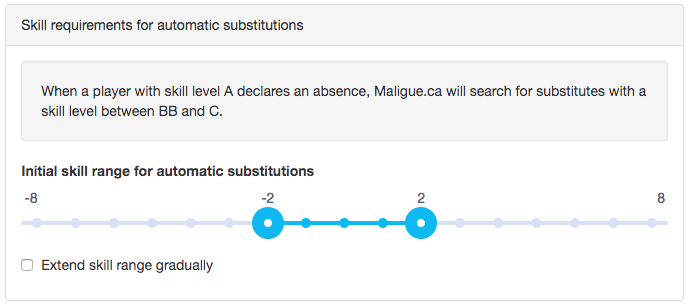 Skill requirements for automatic substitutions
When a player with skill level A declares an absence, Maligue.ca will search for substitutes with a
skill level between BB and C.
Initial skill range for automatic substitutions
-8 -2 2 8
Extend skill range gradually